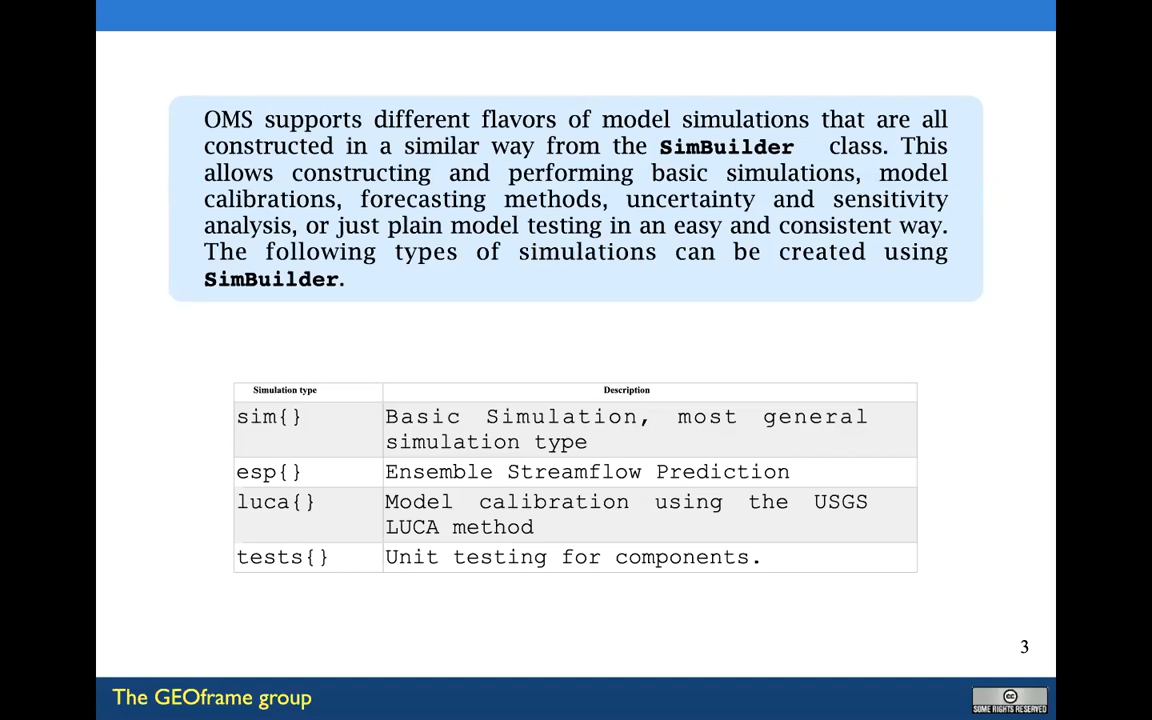 OMS supports different flavors of model simulations that are all
constructed in a similar way from the SimBuilder class. This
allows constructing and performing basic simulations, model
calibrations, forecasting methods, uncertainty and sensitivity
analysis, or just plain model testing in an easy and consistent way.
The following types of simulations can be created using
SimBuilder.
Simulation type Description
sim{} Basic Simulation, most general
simulation type
esp{} Ensemble Streamflow Prediction
luca{} Model calibration using the USGS
LUCA method
tests{} Unit testing for components.
3
The GEOframe group
cc
SOME RIGHTS RESERVED